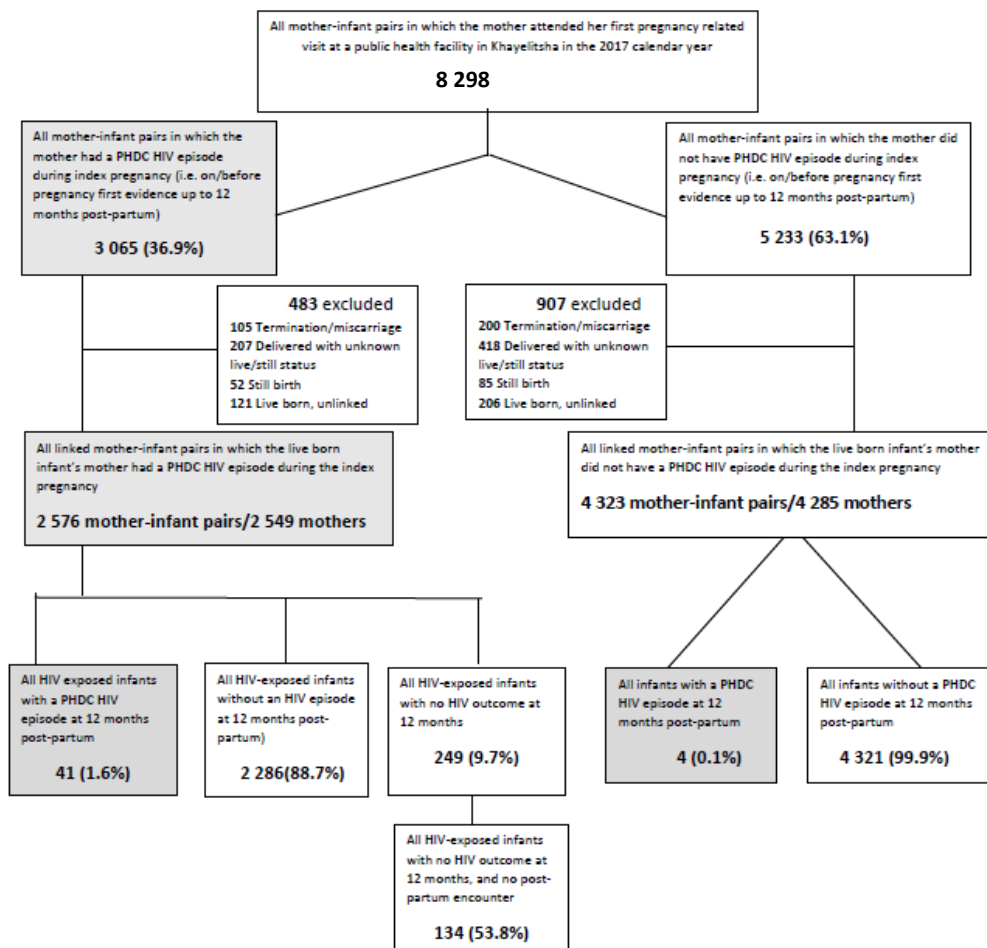 All mother-infant pairs in which the mother attended her first pregnancy related
visit at a public health facility in Khayelitsha in the 2017 calendar year
8 298
All mother-infant pairs in which the
mother had a PHDC HIV episode
during index pregnancy (i.e. on/before
pregnancy first evidence up to 12
months post-partum)
3 065 (36.9%)
All mother-infant pairs in which the mother did
not have PHDC HIV episode during index
pregnancy (i.e. on/before pregnancy first
evidence up to 12 months post-partum)
5 233 (63.1%)
483 excluded
105 Termination/miscarriage
207 Delivered with unknown
live/still status
52 Still birth
121 Live born, unlinked
907 excluded
200 Termination/miscarriage
418 Delivered with unknown
live/still status
85 Still birth
206 Live born, unlinked
All linked mother-infant pairs in which the live born
infant's mother had a PHDC HIV episode during the index
pregnancy
2 576 mother-infant pairs/2 549 mothers
All linked mother-infant pairs in which the live born infant's mother
did not have a PHDC HIV episode during the index pregnancy
4 323 mother-infant pairs/4 285 mothers
All HIV exposed infants
with a PHDC HIV
episode at 12 months
post-partum
41 (1.6%)
All HIV-exposed infants
without an HIV episode
at 12 months post-
partum)
2 286(88.7%)
All HIV-exposed infants
with no HIV outcome at
12 months
249 (9.7%)
All infants with a PHDC
HIV episode at 12
months post-partum
4 (0.1%)
All infants without a PHDC
HIV episode at 12 months
post-partum
4 321 (99.9%)
All HIV-exposed infants
with no HIV outcome at
12 months, and no post-
partum encounter
134 (53.8%)